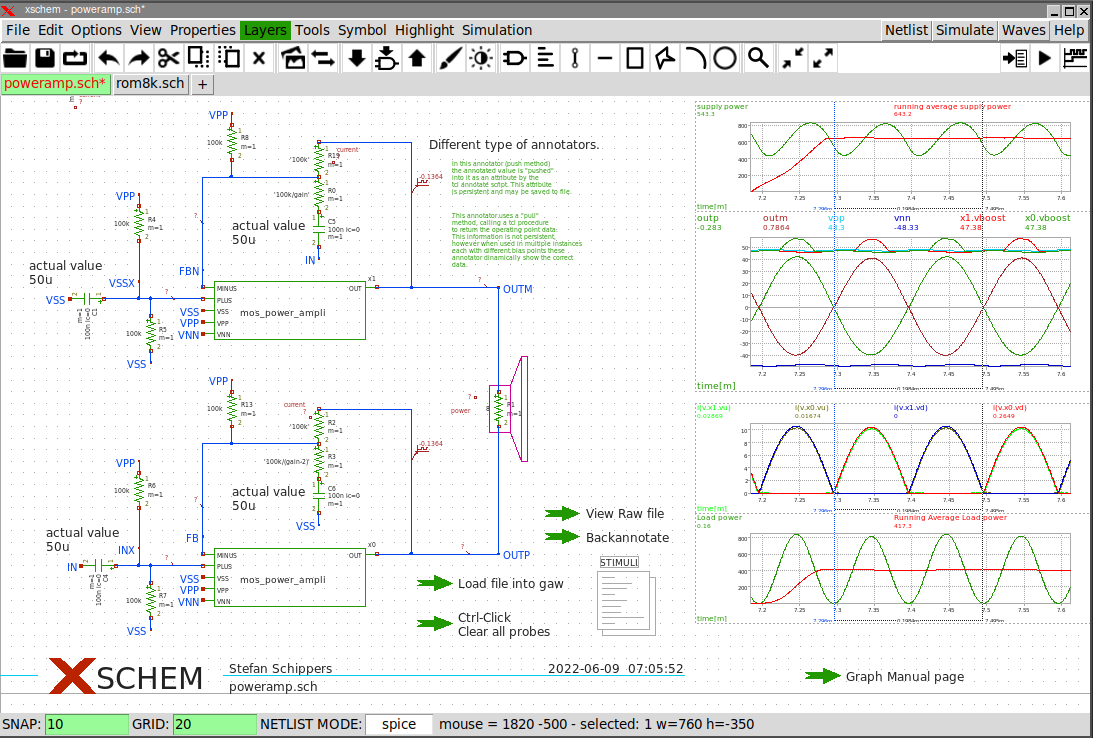 xschem - poweramp.sch*
File Edit Options View Properties Layers Tools Symbol Highlight Simulation Netlist Simulate Waves Help
poweramp.sch* rom8k.sch +
VPP
R8
100k
m=1
current
'100k'
R19
m=1
'100k/gain'
R0
m=1
C5
100n ic=0
m=1
IN
actual value
50u
VPP
R4
100k
m=1
actual value
50u
VSSX
FBN
VSS
m=1
100n ic=0
C1
R5
100k
m=1
VSS
MINUS
PLUS
VSS VSS
VPP VPP
VNN VNN
mos_power_ampli
OUT
x1
OUTM
-0.1364
Different type of annotators.
In this annotator (push method)
the annotated value is "pushed"
into it as an attribute by the
tcl annotate script. This attribute
is persistent and may be saved to file.
This annotator uses a "pull"
method, calling a tcl procedure
to return the operating point data.
This information is not persistent,
however when used in multiple instances
each with different bias points these
annotator dinamically show the correct
data.
VPP
R13
100k
m=1
current
'100k'
R2
m=1
'100k/(gain-2)'
R3
m=1
C6
100n ic=0
m=1
VSS
actual value
50u
VPP
R6
100k
m=1
actual value
50u
INX
FB
IN
m=1
100n ic=0
C4
R7
100k
m=1
VSS
MINUS
PLUS
VSS VSS
VPP VPP
VNN VNN
mos_power_ampli
OUT
x0
OUTP
-0.1364
power
8
R1
m=1
View Raw file
Backannotate
Load file into gaw
Ctrl-Click
Clear all probes
STIMULI
supply power
543.3
running average supply power
643.2
800
600
400
200
time[m]
outp outm vpp vnn x1.vboost x0.vboost
-0.283 0.7864 48.3 -48.33 47.38 47.38
50
40
30
20
10
0
-10
-20
-30
-40
7.2 7.25 7.3 7.35 7.4 7.45 7.5 7.55 7.6
time[m]
i(v.x1.vu) i(v.x0.vu) i(v.x1.vd) i(v.x0.vd)
0.02869 0.01674 0 0.2649
10
8
6
4
2
0
7.2 7.25 7.3 7.35 7.4 7.45 7.5 7.55 7.6
time[m]
Load power
0.16
Running Average Load power
417.3
800
600
400
200
0
7.2 7.25 7.3 7.35 7.4 7.45 7.5 7.55 7.6
time[m]
XSCHEM
Stefan Schippers
2022-06-09 07:05:52
poweramp.sch
Graph Manual page
SNAP: 10 GRID: 20 NETLIST MODE: spice mouse = 1820 -500 - selected: 1 w=760 h=-350